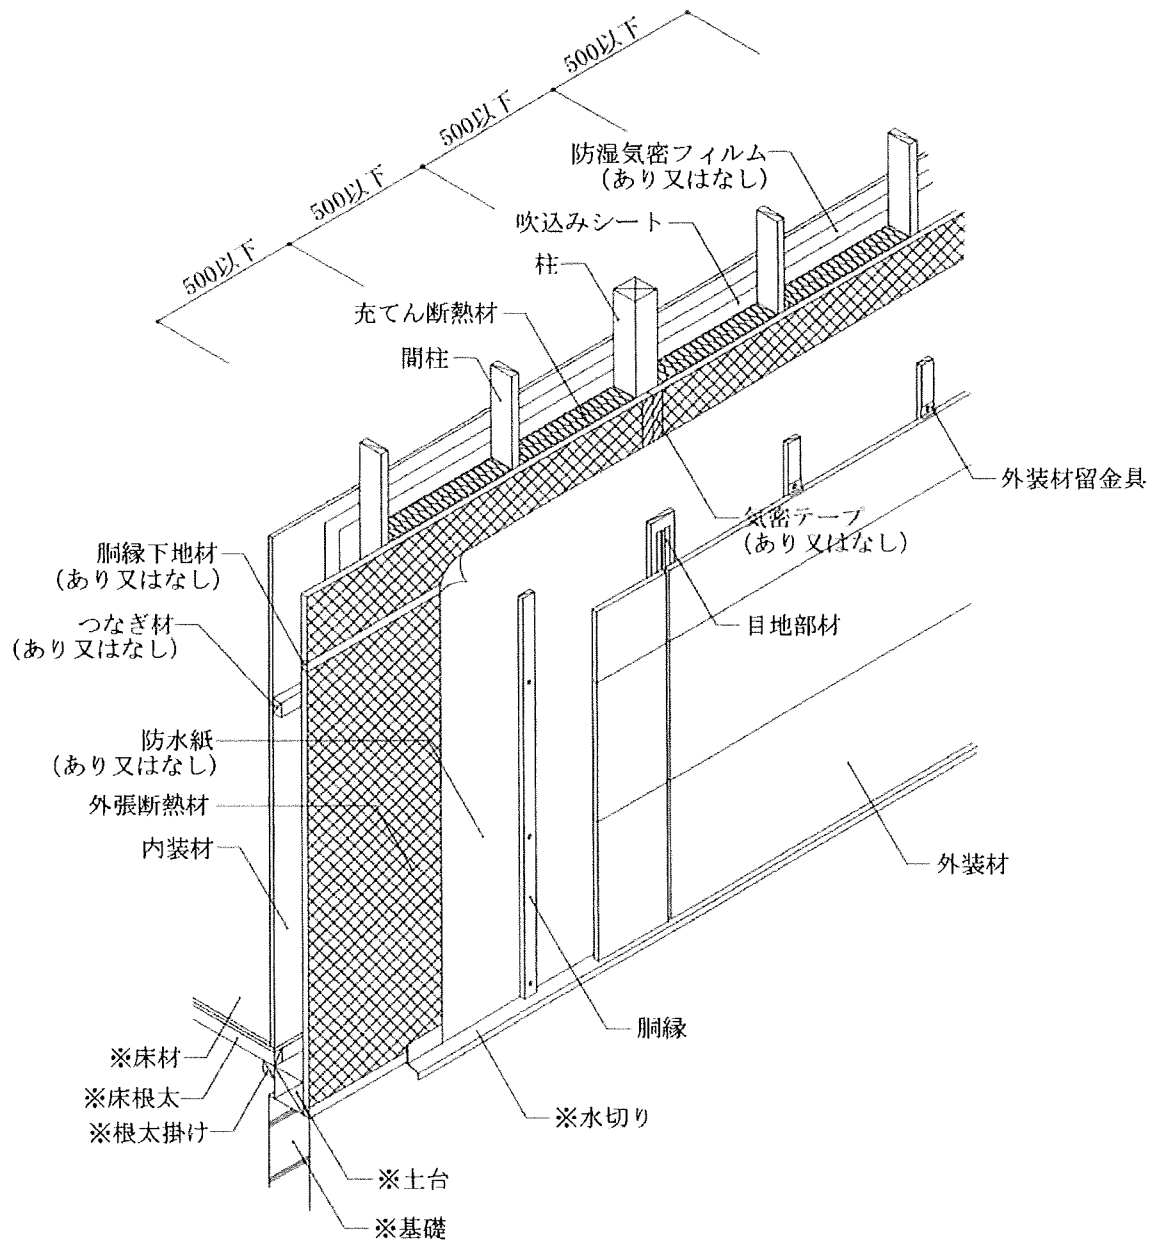 500以下
500以下
500以下
500以下
防湿気密フィルム
(あり又はなし)
吹込みシート
柱
充てん断熱材
間柱
外装材留金具
気密テープ
(あり又はなし)
胴縁下地材
(あり又はなし)
つなぎ材
(あり又はなし)
目地部材
防水紙
(あり又はなし)
外張断熱材
内装材
外装材
胴縁
※床材
※床根太
※根太掛け
※水切り
※土台
※基礎